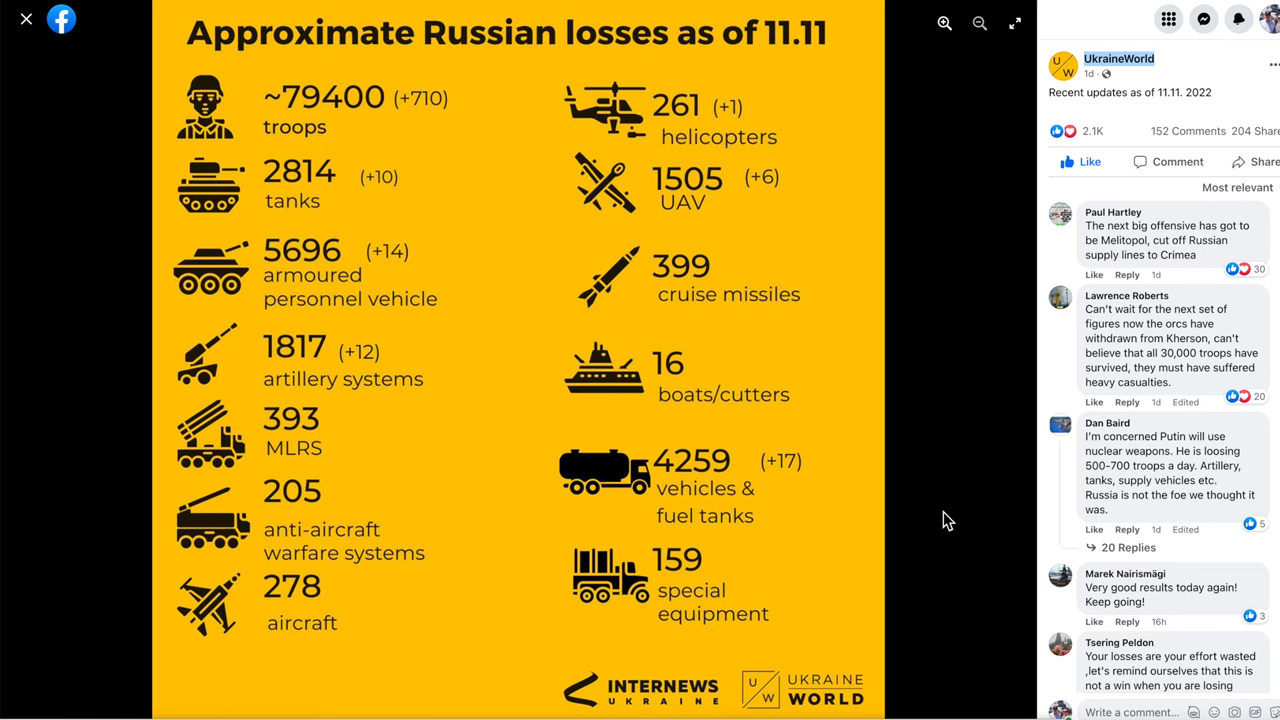 Approximate Russian losses as of 11.11
~79400 (+710)
troops
2814 (+10)
tanks
5696 (+14)
armoured
personnel vehicle
1817 (+12)
artillery systems
393
MLRS
205
anti-aircraft
warfare systems
278
aircraft
261 (+1)
helicopters
1505 (+6)
UAV
399
cruise missiles
16
boats/cutters
4259 (+17)
vehicles &
fuel tanks
159
special
equipment
INTERNEWS
UKRAINE
U/W
UKRAINE
WORLD
U/W
UkraineWorld
1d
Recent updates as of 11.11. 2022
2.1K 152 Comments 204 Share
Like Comment Share
Most relevant
Paul Hartley
The next big offensive has got to
be Melitopol, cut off Russian
supply lines to Crimea
Like Reply 1d 30
Lawrence Roberts
Can't wait for the next set of
figures now the orcs have
withdrawn from Kherson, can't
believe that all 30,000 troops have
survived, they must have suffered
heavy casualties.
Like Reply 1d Edited 20
Dan Baird
I'm concerned Putin will use
nuclear weapons. He is loosing
500-700 troops a day. Artillery,
tanks, supply vehicles etc.
Russia is not the foe we thought it
was.
Like Reply 1d Edited 5
20 Replies
Marek Nairismägi
Very good results today again!
Keep going!
Like Reply 16h 3
Tsering Peldon
Your losses are your effort wasted
,let's remind ourselves that this is
not a win when you are losing
Write a comment...
GIF